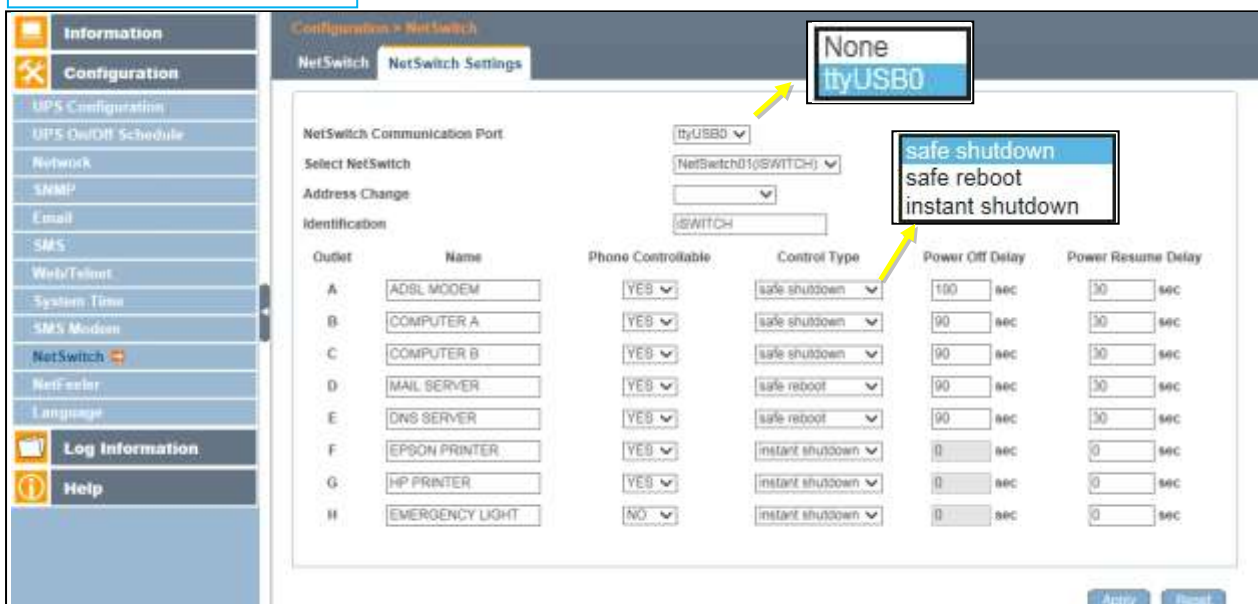 Information
Configuration
UPS Configuration
UPS On/Off Schedule
Network
SNMP
Email
SMS
Web/Telnet
System Time
SMS Modem
NetSwitch
NetFeeler
Language
Log Information
Help
Configuration > NetSwitch
NetSwitch NetSwitch Settings
None
ttyUSB0
NetSwitch Communication Port ttyUSB0
Select NetSwitch NetSwitch01(iSWITCH)
Address Change
Identification iSWITCH
safe shutdown
safe reboot
instant shutdown
Outlet Name Phone Controllable Control Type Power Off Delay Power Resume Delay
A ADSL MODEM YES safe shutdown 100 sec 30 sec
B COMPUTER A YES safe shutdown 90 sec 30 sec
C COMPUTER B YES safe shutdown 90 sec 30 sec
D MAIL SERVER YES safe reboot 90 sec 30 sec
E DNS SERVER YES safe reboot 90 sec 30 sec
F EPSON PRINTER YES instant shutdown 0 sec 0 sec
G HP PRINTER YES instant shutdown 0 sec 0 sec
H EMERGENCY LIGHT NO instant shutdown 0 sec 0 sec
Apply Reset